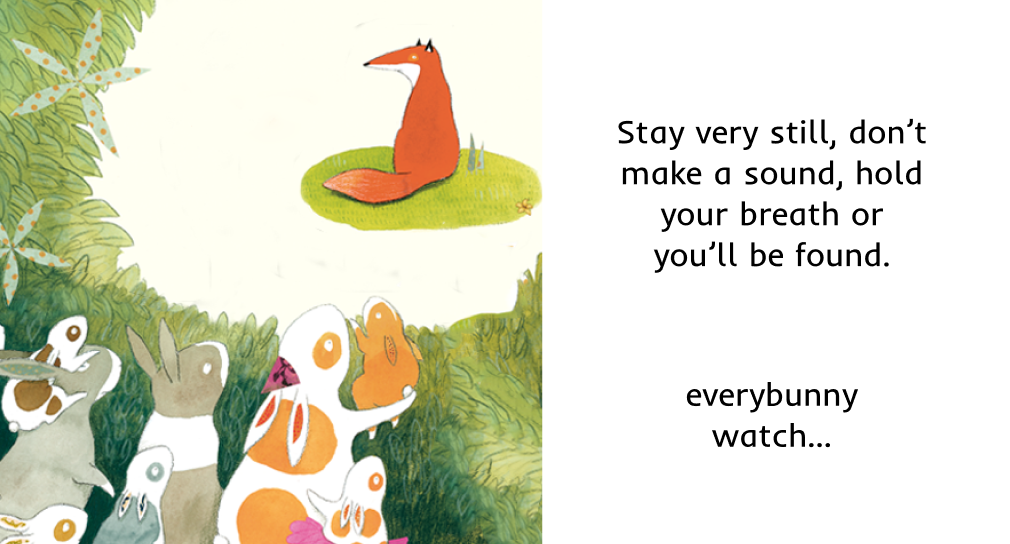 Stay very still, don’t
make a sound, hold
your breath or
you’ll be found.
everybunny
watch...